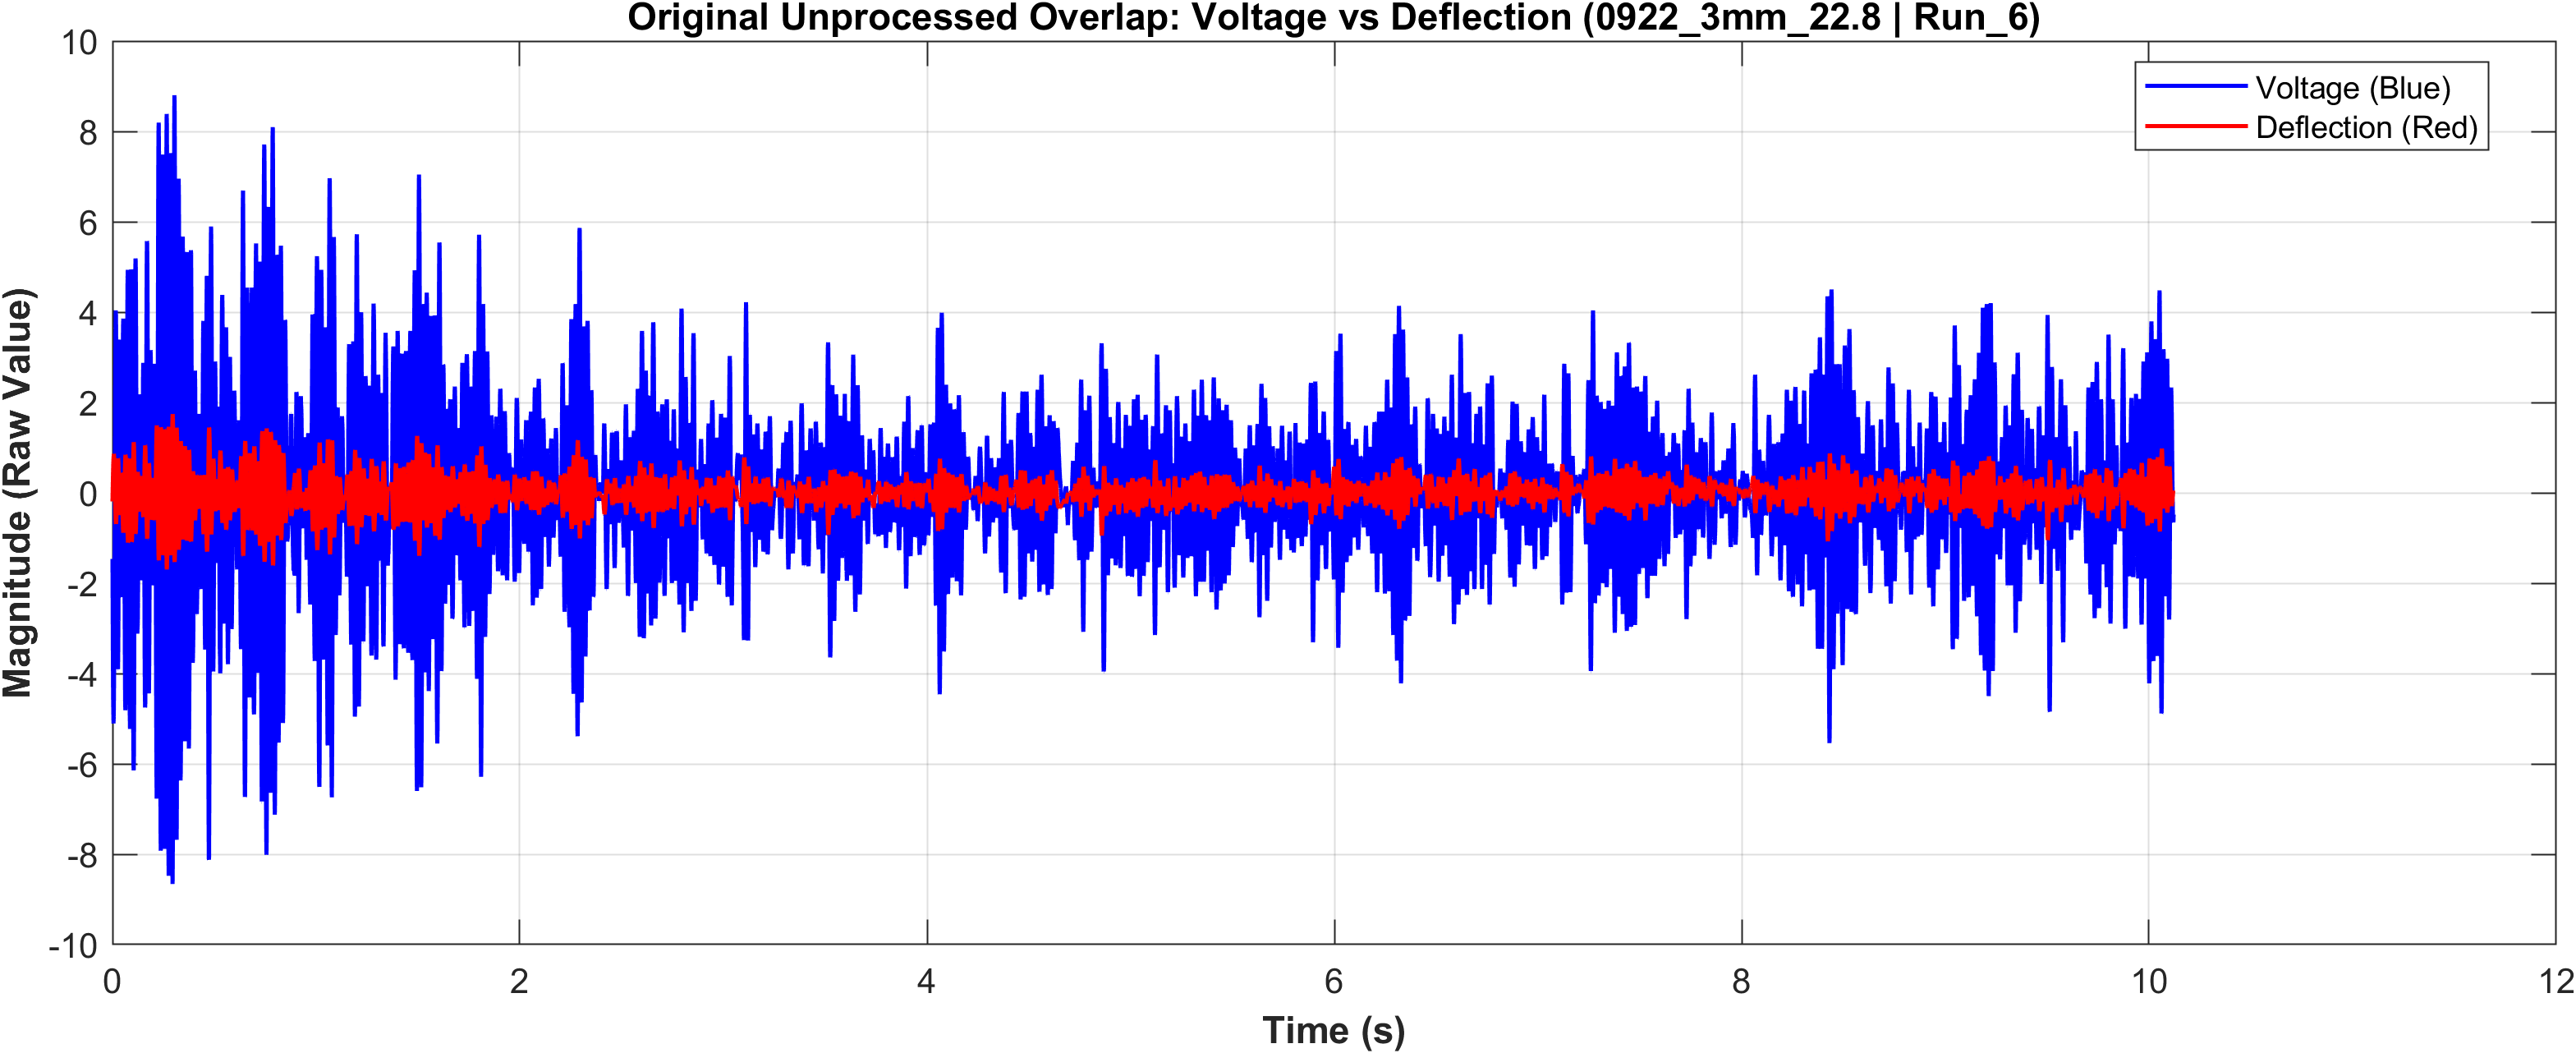 Original Unprocessed Overlap: Voltage vs Deflection (0922_3mm_22.8 | Run_6)
Voltage (Blue)
Deflection (Red)
Magnitude (Raw Value)
10
8
6
4
2
0
-2
-4
-6
-8
-10
0 2 4 6 8 10 12
Time (s)